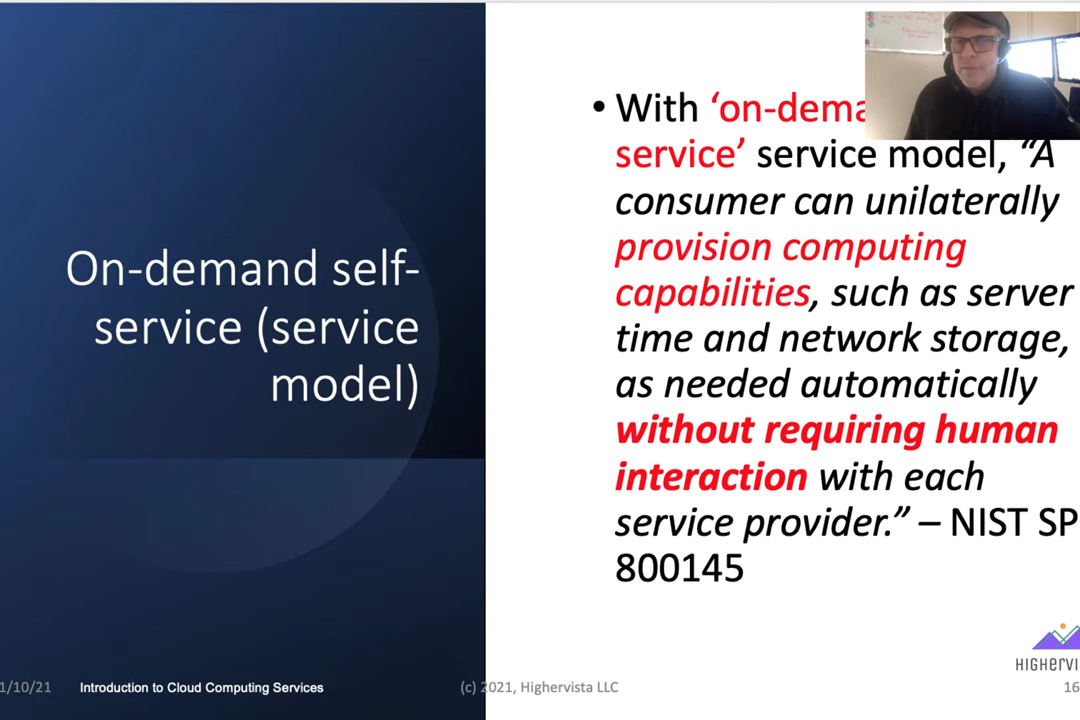 On-demand self-
service (service
model)
• With ‘on-dema
service’ service model, “A
consumer can unilaterally
provision computing
capabilities, such as server
time and network storage,
as needed automatically
without requiring human
interaction with each
service provider.” – NIST SP
800145
HIGHERVI
1/10/21
Introduction to Cloud Computing Services
(c) 2021, Highervista LLC
16